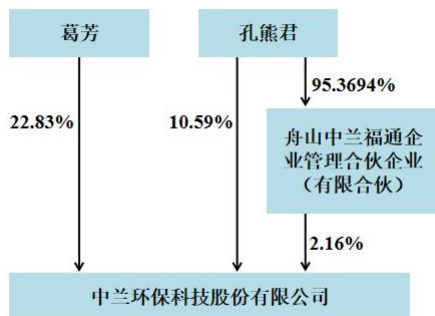 葛芳
孔熊君
95.3694%
22.83%
10.59%
舟山中兰福通企
业管理合伙企业
（有限合伙）
2.16%
中兰环保科技股份有限公司